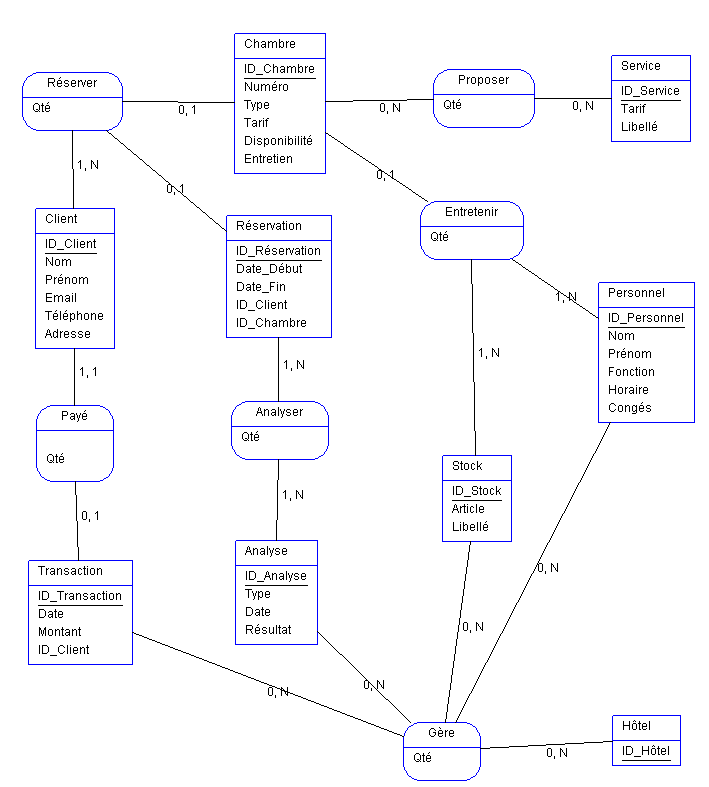 Chambre
ID_Chambre
Numéro
Type
Tarif
Disponibilité
Entretien
Réserver
Qté
Proposer
Qté
Service
ID_Service
Tarif
Libellé
0, 1
0, N
0, N
1, N
0, 1
0, 1
Client
ID_Client
Nom
Prénom
Email
Téléphone
Adresse
Réservation
ID_Réservation
Date_Début
Date_Fin
ID_Client
ID_Chambre
Entretenir
Qté
Personnel
ID_Personnel
Nom
Prénom
Fonction
Horaire
Congés
1, N
1, N
1, 1
1, N
Payé
Qté
Analyser
Qté
Stock
ID_Stock
Article
Libellé
0, 1
1, N
Transaction
ID_Transaction
Date
Montant
ID_Client
Analyse
ID_Analyse
Type
Date
Résultat
0, N
0, N
0, N
0, N
Gère
Qté
0, N
Hôtel
ID_Hôtel